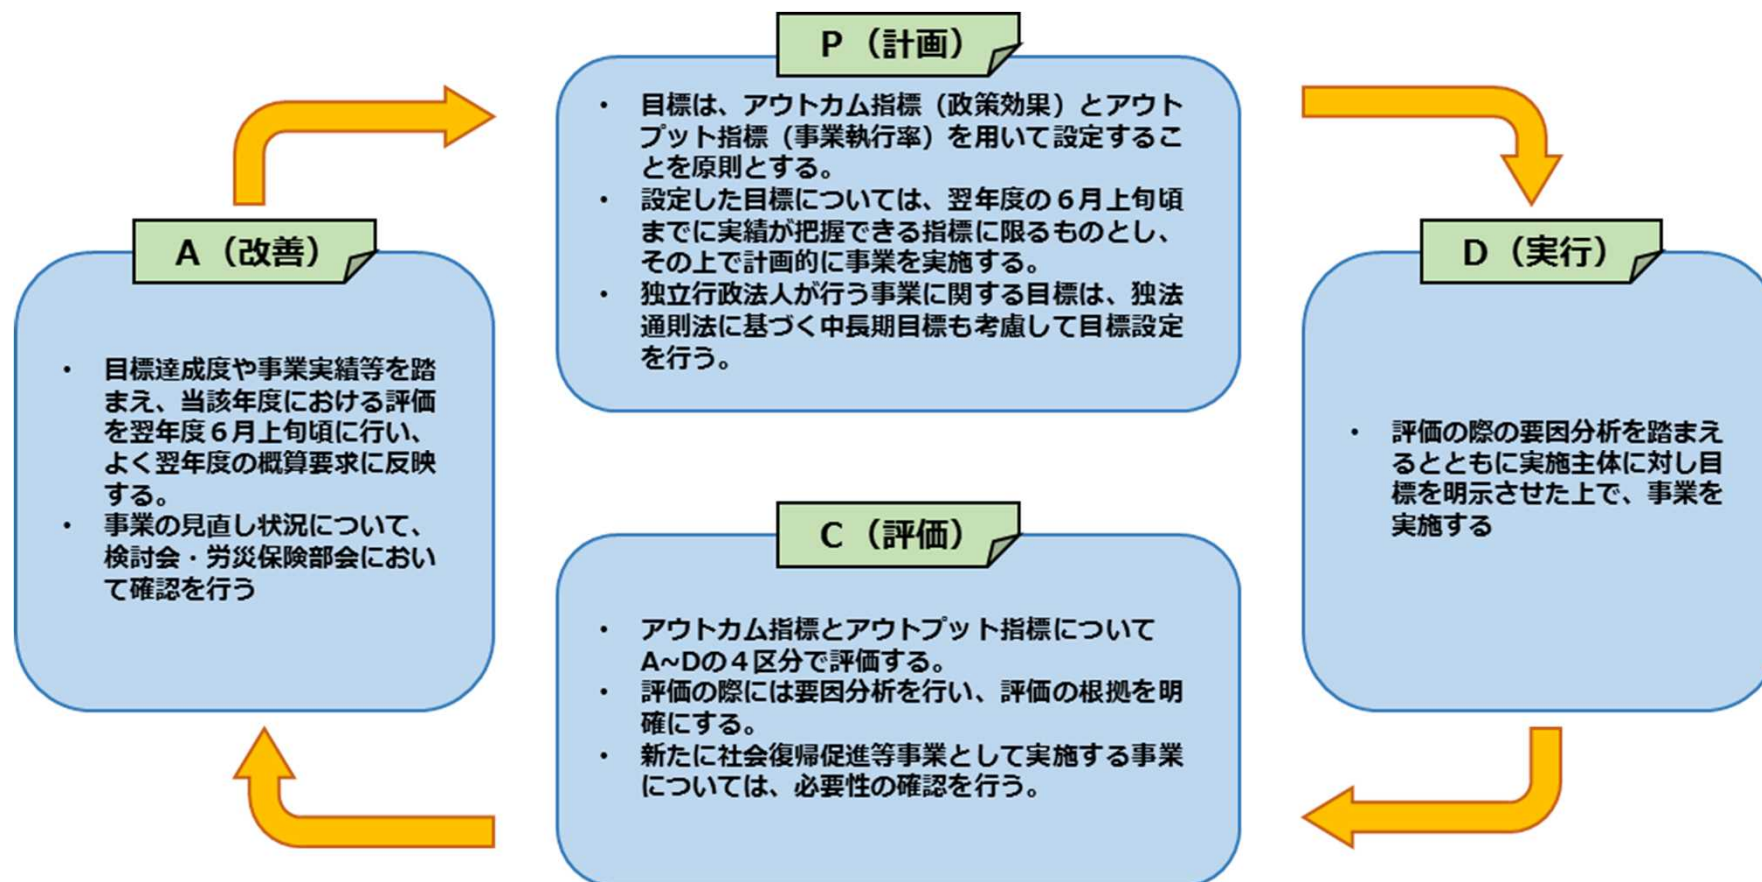 P（計画）
・ 目標は、アウトカム指標（政策効果）とアウト
プット指標（事業執行率）を用いて設定するこ
とを原則とする。
・ 設定した目標については、翌年度の６月上旬頃
までに実績が把握できる指標に限るものとし、
その上で計画的に事業を実施する。
・ 独立行政法人が行う事業に関する目標は、独法
通則法に基づく中長期目標も考慮して目標設定
を行う。
D（実行）
・ 評価の際の要因分析を踏まえ
るとともに実施主体に対し目
標を明示させた上で、事業を
実施する
C（評価）
・ アウトカム指標とアウトプット指標について
A~Dの４区分で評価する。
・ 評価の際には要因分析を行い、評価の根拠を明
確にする。
・ 新たに社会復帰促進等事業として実施する事業
については、必要性の確認を行う。
A（改善）
・ 目標達成度や事業実績等を踏
まえ、当該年度における評価
を翌年度６月上旬頃に行い、
よく翌年度の概算要求に反映
する。
・ 事業の見直し状況について、
検討会・労災保険部会におい
て確認を行う